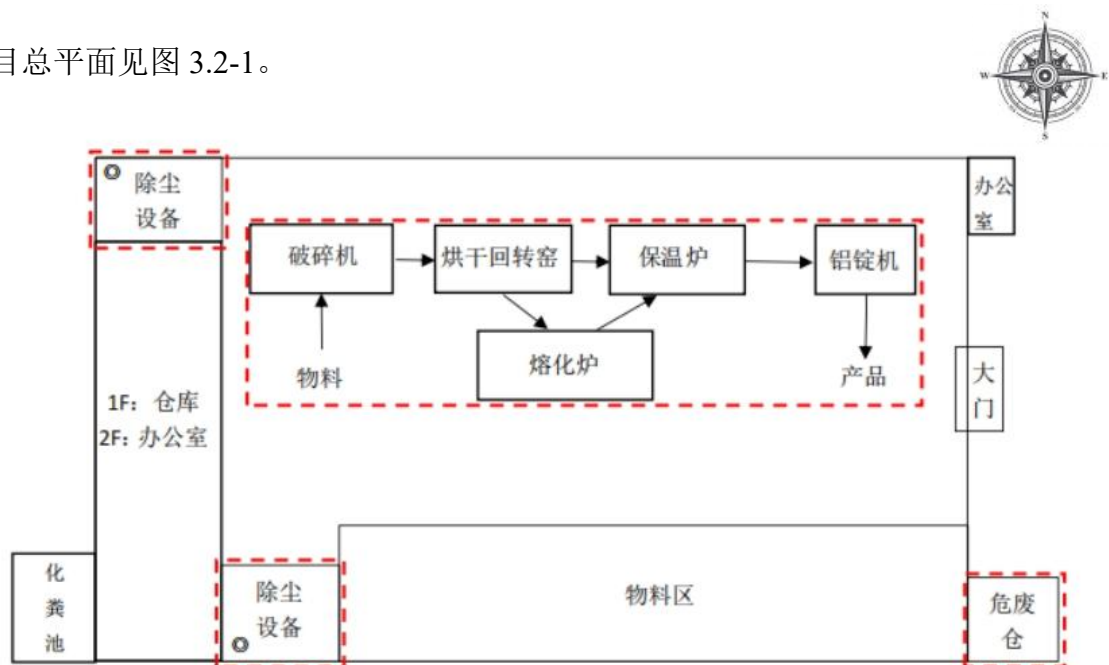 目总平面见图 3.2-1。
N
W
E
S
除尘
设备
办公
室
破碎机
烘干回转窑
保温炉
铝锭机
熔化炉
物料
产品
大
门
1F：仓库
2F：办公室
化
粪
池
除尘
设备
物料区
危废
仓